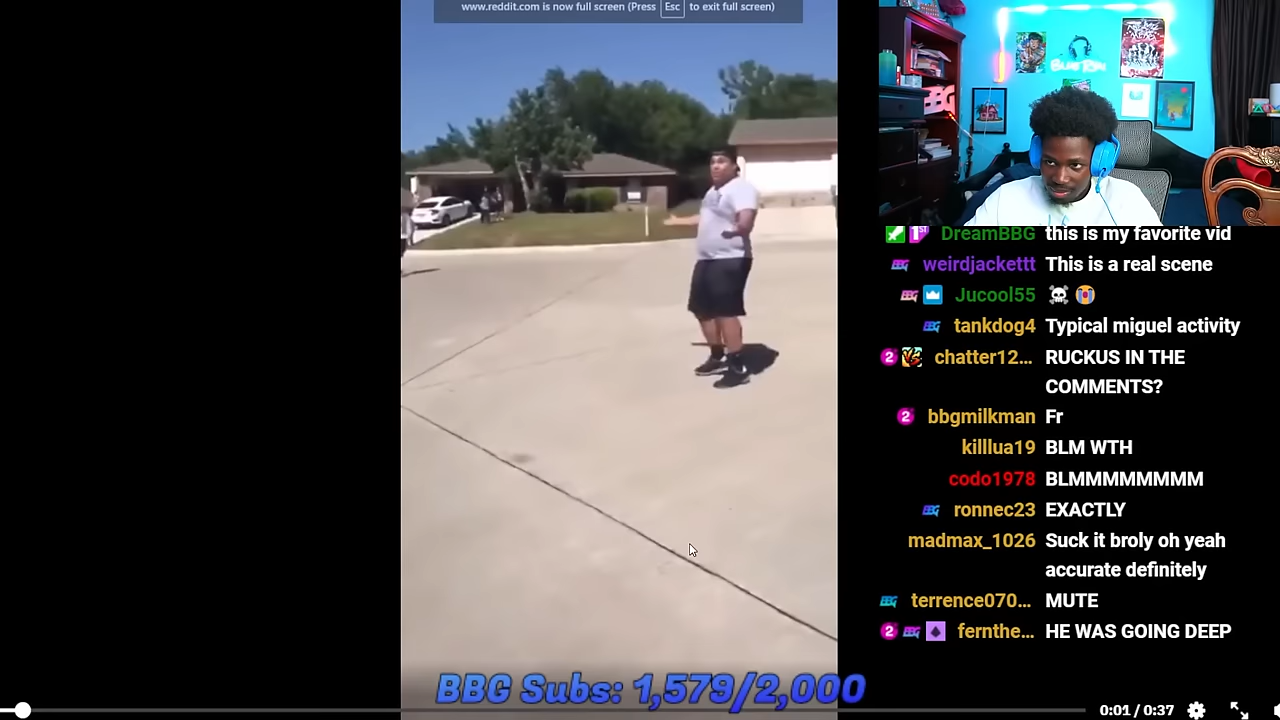 www.reddit.com is now full screen (Press Esc to exit full screen)
DreamBBG this is my favorite vid
weirdjackettt This is a real scene
Jucool55 ☠️😭
tankdog4 Typical miguel activity
chatter12… RUCKUS IN THE
COMMENTS?
bbgmilkman Fr
killlua19 BLM WTH
codo1978 BLMMMMMMMM
ronnec23 EXACTLY
madmax_1026 Suck it broly oh yeah
accurate definitely
terrence070… MUTE
fernthe… HE WAS GOING DEEP
BBG Subs: 1,579/2,000
0:01 / 0:37